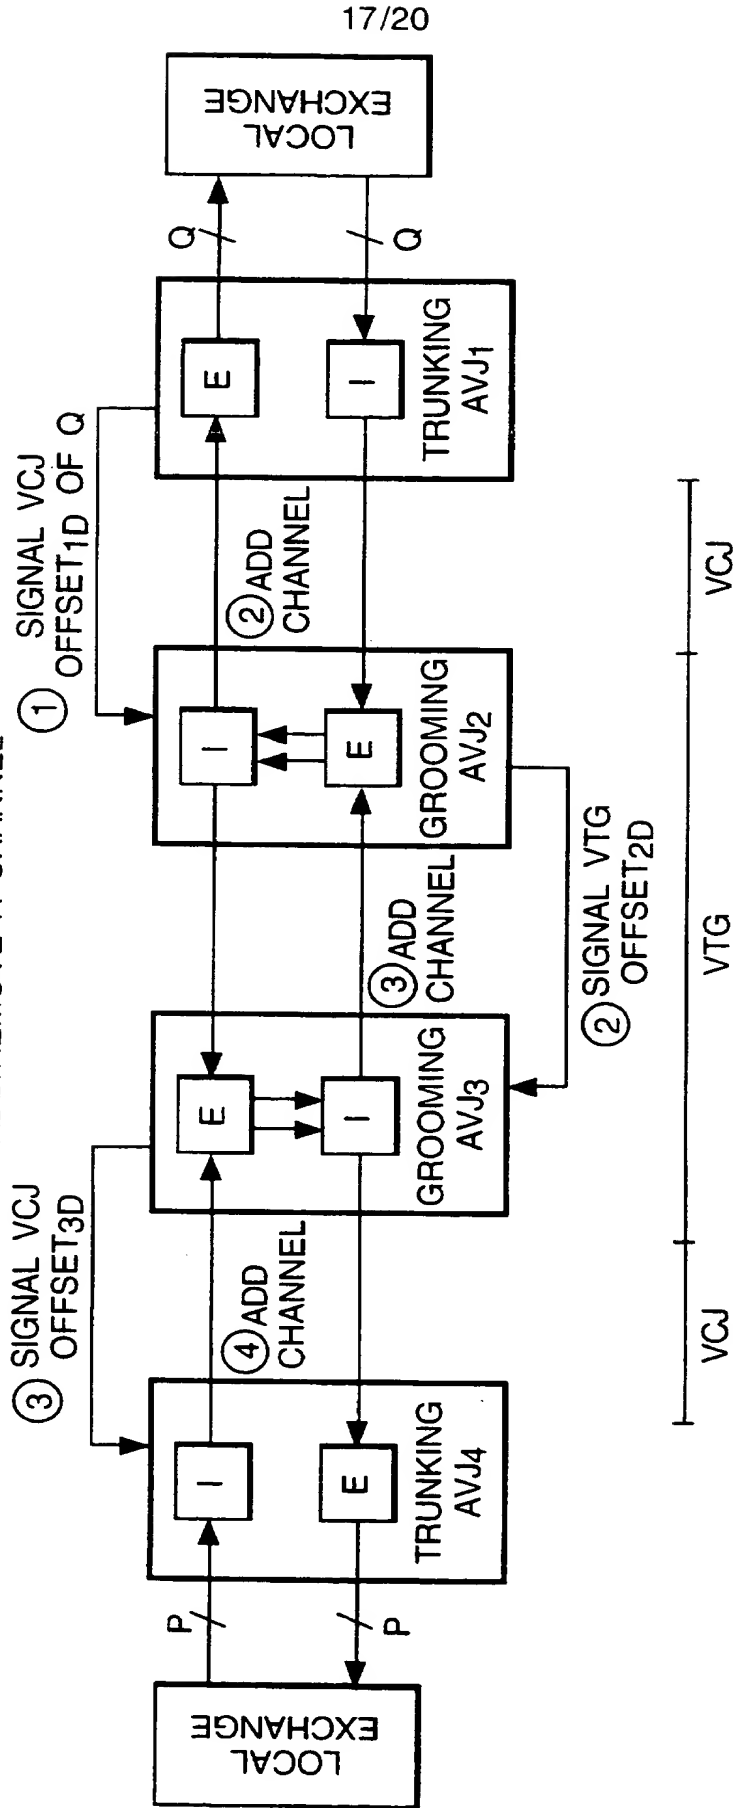 17/20
LOCAL
EXCHANGE
Q
Q
E
I
TRUNKING
AVJ1
① SIGNAL VCJ
OFFSET1D OF Q
② ADD
CHANNEL
I
E
GROOMING
AVJ2
② SIGNAL VTG
OFFSET2D
③ ADD
CHANNEL
E
I
GROOMING
AVJ3
③ SIGNAL VCJ
OFFSET3D
④ ADD
CHANNEL
I
E
TRUNKING
AVJ4
P
P
LOCAL
EXCHANGE
VCJ
VTG
VCJ